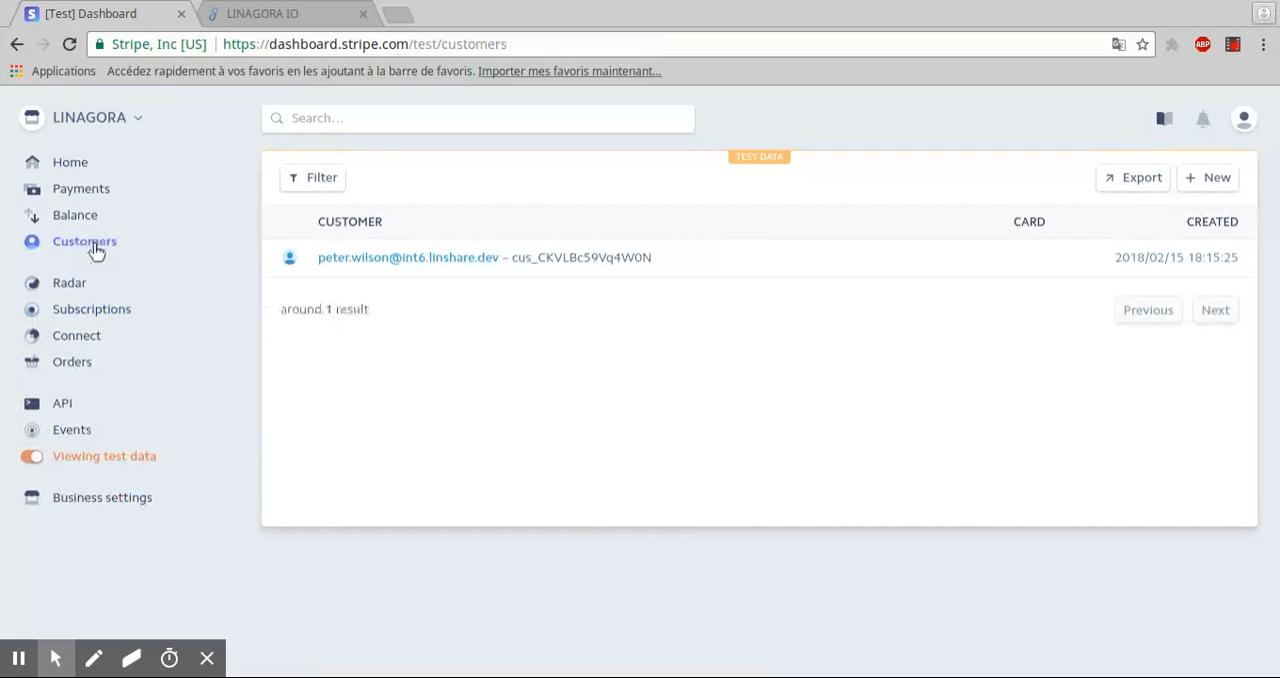 [Test] Dashboard
LINAGORA IO
Stripe, Inc [US] https://dashboard.stripe.com/test/customers
ABP
Applications Accédez rapidement à vos favoris en les ajoutant à la barre de favoris. Importer mes favoris maintenant...
LINAGORA
Search...
Home
Payments
Balance
Customers
Radar
Subscriptions
Connect
Orders
API
Events
Viewing test data
Business settings
TEST DATA
Filter
Export
New
CUSTOMER CARD CREATED
peter.wilson@int6.linshare.dev – cus_CKVLBc59Vq4W0N 2018/02/15 18:15:25
around 1 result
Previous
Next